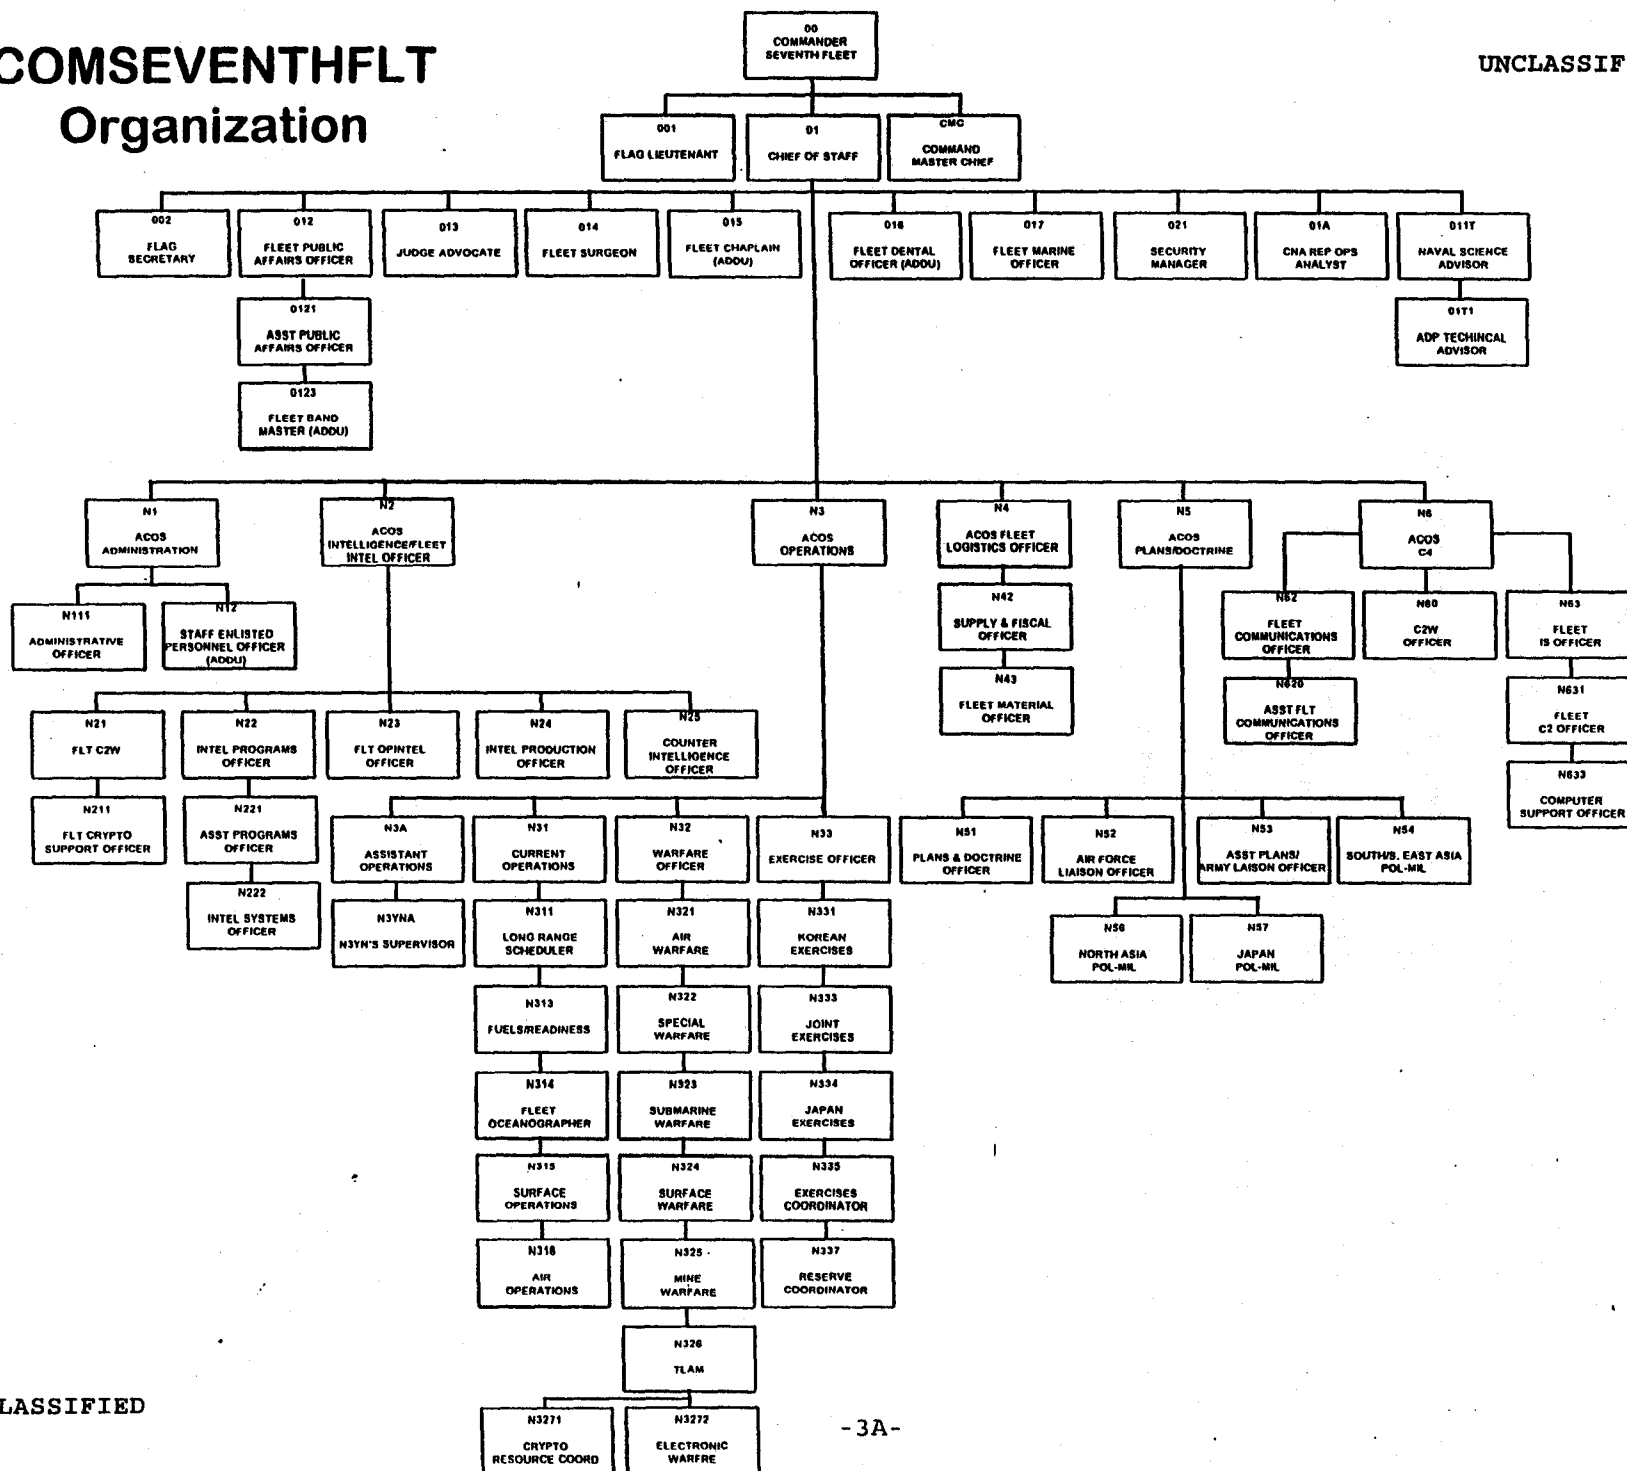 COMSEVENTHFLT
Organization
UNCLASSIF
00
COMMANDER
SEVENTH FLEET
001
FLAG LIEUTENANT
01
CHIEF OF STAFF
CMC
COMMAND
MASTER CHIEF
002
FLAG
SECRETARY
012
FLEET PUBLIC
AFFAIRS OFFICER
013
JUDGE ADVOCATE
014
FLEET SURGEON
015
FLEET CHAPLAIN
(ADDU)
016
FLEET DENTAL
OFFICER (ADDU)
017
FLEET MARINE
OFFICER
021
SECURITY
MANAGER
01A
CNA REP OPS
ANALYST
011T
NAVAL SCIENCE
ADVISOR
0121
ASST PUBLIC
AFFAIRS OFFICER
01T1
ADP TECHINCAL
ADVISOR
0123
FLEET BAND
MASTER (ADDU)
N1
ACOS
ADMINISTRATION
N2
ACOS
INTELLIGENCE/FLEET
INTEL OFFICER
N3
ACOS
OPERATIONS
N4
ACOS FLEET
LOGISTICS OFFICER
N5
ACOS
PLANS/DOCTRINE
N6
ACOS
C4
N111
ADMINISTRATIVE
OFFICER
N12
STAFF ENLISTED
PERSONNEL OFFICER
(ADDU)
N42
SUPPLY & FISCAL
OFFICER
N62
FLEET
COMMUNICATIONS
OFFICER
N60
C2W
OFFICER
N63
FLEET
IS OFFICER
N43
FLEET MATERIAL
OFFICER
N620
ASST FLT
COMMUNICATIONS
OFFICER
N631
FLEET
C2 OFFICER
N633
COMPUTER
SUPPORT OFFICER
N21
FLT C2W
N22
INTEL PROGRAMS
OFFICER
N23
FLT OPINTEL
OFFICER
N24
INTEL PRODUCTION
OFFICER
N25
COUNTER
INTELLIGENCE
OFFICER
N211
FLT CRYPTO
SUPPORT OFFICER
N221
ASST PROGRAMS
OFFICER
N222
INTEL SYSTEMS
OFFICER
N3A
ASSISTANT
OPERATIONS
N31
CURRENT
OPERATIONS
N32
WARFARE
OFFICER
N33
EXERCISE OFFICER
N51
PLANS & DOCTRINE
OFFICER
N52
AIR FORCE
LIAISON OFFICER
N53
ASST PLANS/
ARMY LAISON OFFICER
N54
SOUTH/S. EAST ASIA
POL-MIL
N3YNA
N3YN'S SUPERVISOR
N311
LONG RANGE
SCHEDULER
N321
AIR
WARFARE
N331
KOREAN
EXERCISES
N56
NORTH ASIA
POL-MIL
N57
JAPAN
POL-MIL
N313
FUELS/READINESS
N322
SPECIAL
WARFARE
N333
JOINT
EXERCISES
N314
FLEET
OCEANOGRAPHER
N323
SUBMARINE
WARFARE
N334
JAPAN
EXERCISES
N315
SURFACE
OPERATIONS
N324
SURFACE
WARFARE
N335
EXERCISES
COORDINATOR
N316
AIR
OPERATIONS
N325
MINE
WARFARE
N337
RESERVE
COORDINATOR
N326
TLAM
N3271
CRYPTO
RESOURCE COORD
N3272
ELECTRONIC
WARFRE
LASSIFIED
-3A-